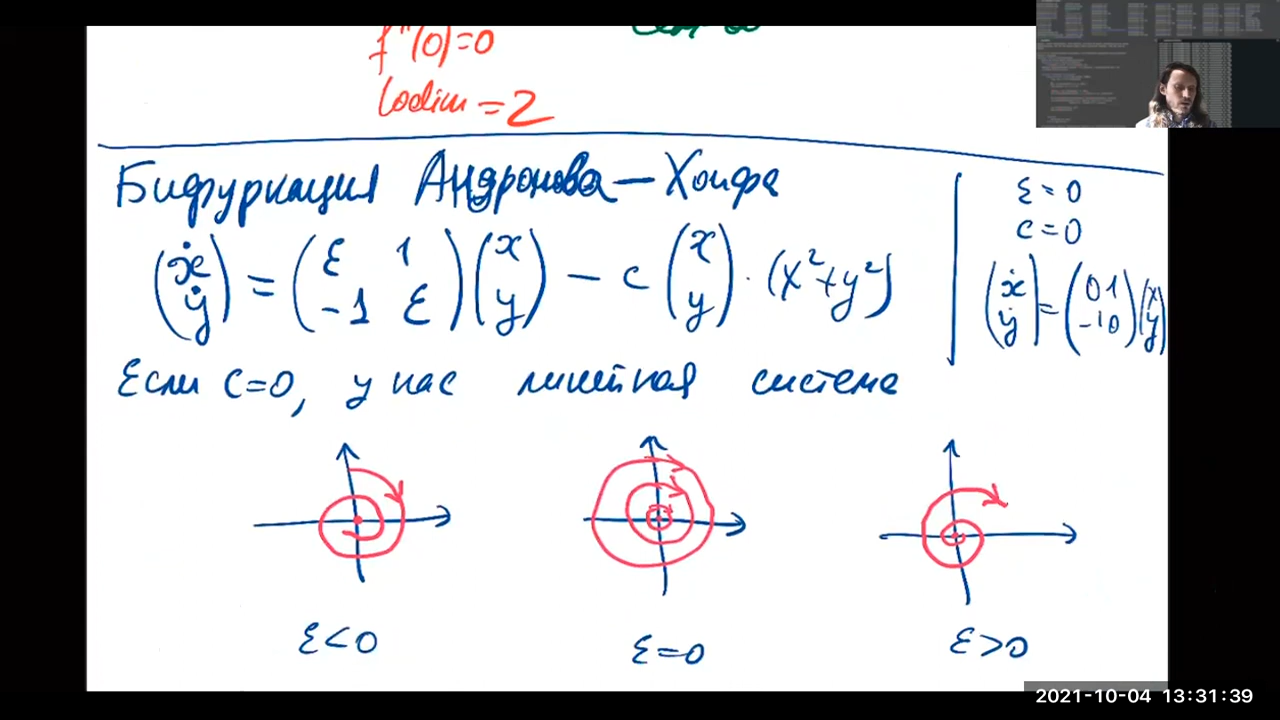 f''(0)=0
Codim = 2
Бифуркация Андронова – Хопфа
(ẋ ẏ) = (ε 1 -1 ε) (x y) – c (x y) · (x²+y²)
ε = 0
c = 0
(ẋ ẏ) = (0 1 -1 0) (x y)
Если c=0, у нас линейная система
ε<0
ε=0
ε>0
2021-10-04 13:31:39